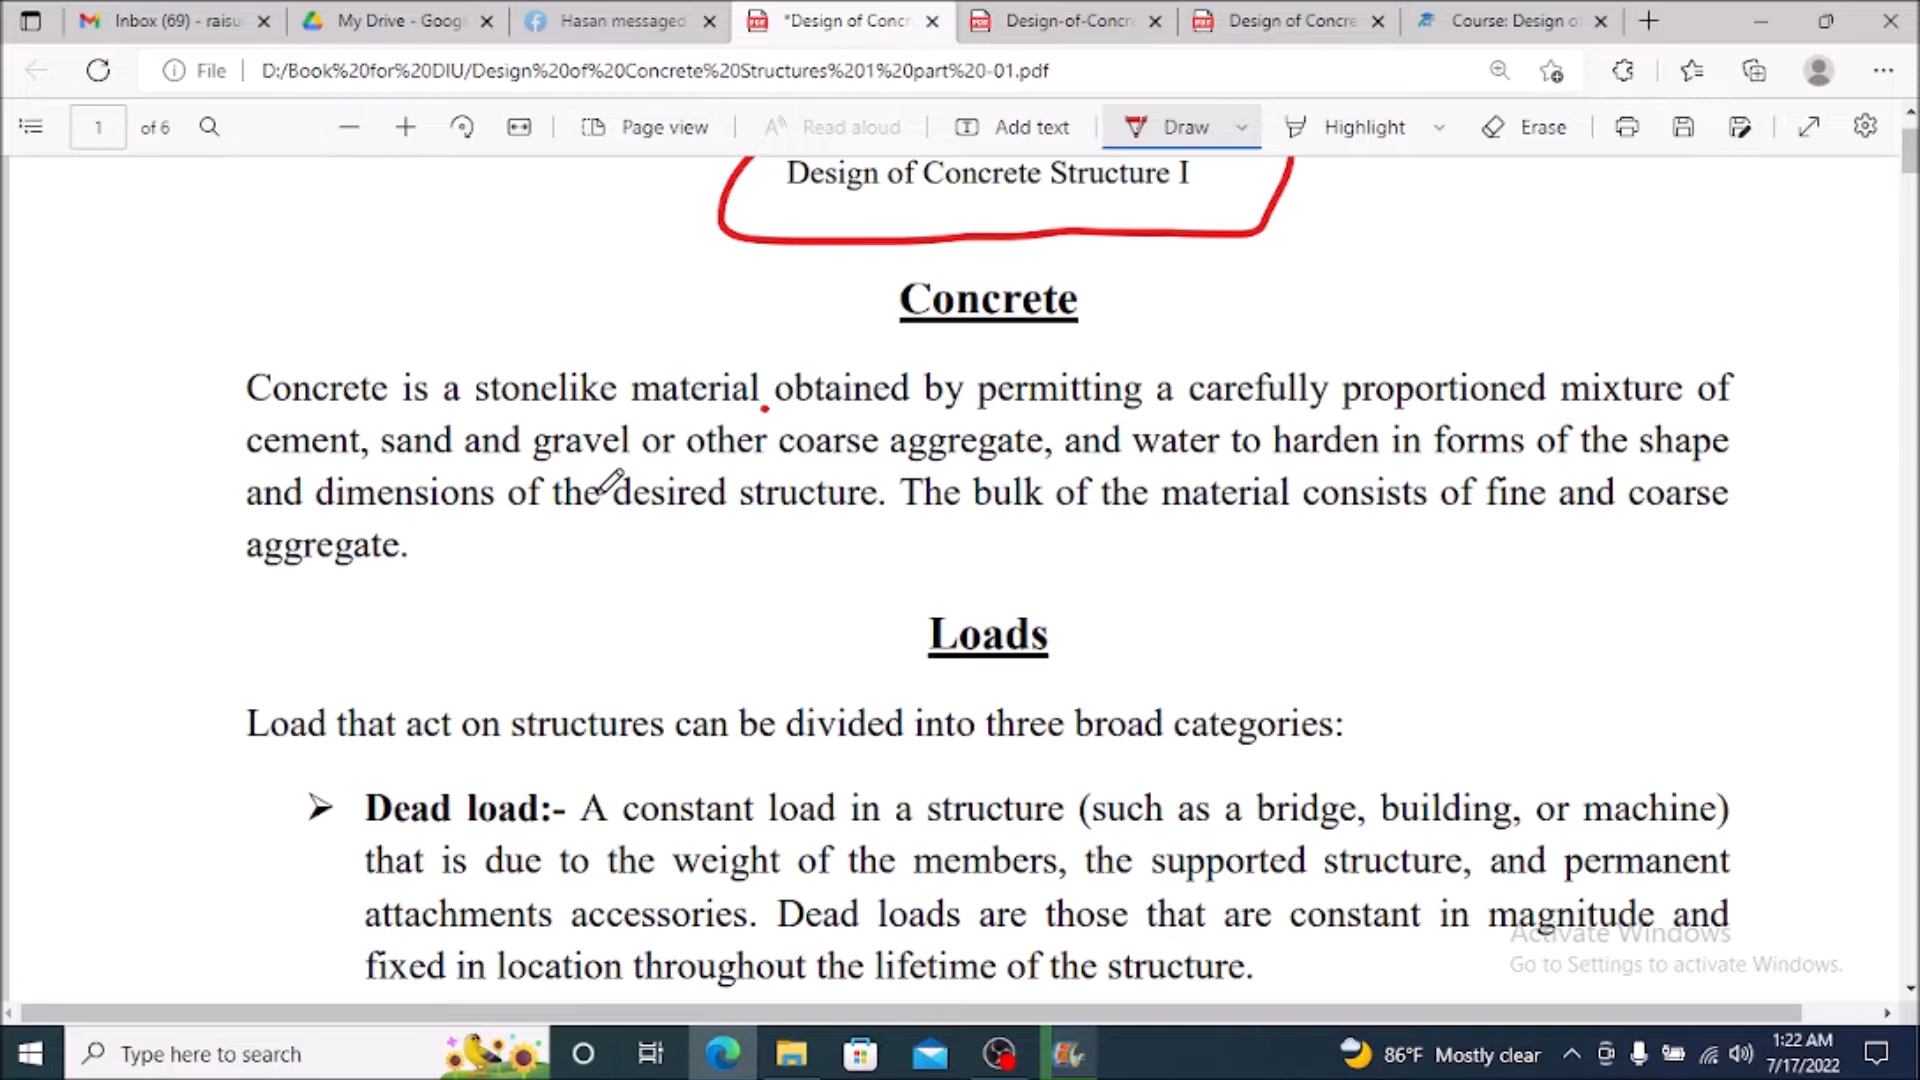 Inbox (69) - raisu
My Drive - Goog
Hasan messaged
*Design of Concr
Design-of-Concr
Design of Concre
Course: Design o
File
D:/Book%20for%20DIU/Design%20of%20Concrete%20Structures%201%20part%20-01.pdf
1 of 6
Page view
Read aloud
Add text
Draw
Highlight
Erase
Design of Concrete Structure I
Concrete
Concrete is a stonelike material obtained by permitting a carefully proportioned mixture of
cement, sand and gravel or other coarse aggregate, and water to harden in forms of the shape
and dimensions of the desired structure. The bulk of the material consists of fine and coarse
aggregate.
Loads
Load that act on structures can be divided into three broad categories:
➢ Dead load:- A constant load in a structure (such as a bridge, building, or machine)
that is due to the weight of the members, the supported structure, and permanent
attachments accessories. Dead loads are those that are constant in magnitude and
fixed in location throughout the lifetime of the structure.
Activate Windows
Go to Settings to activate Windows.
Type here to search
86°F Mostly clear
1:22 AM
7/17/2022